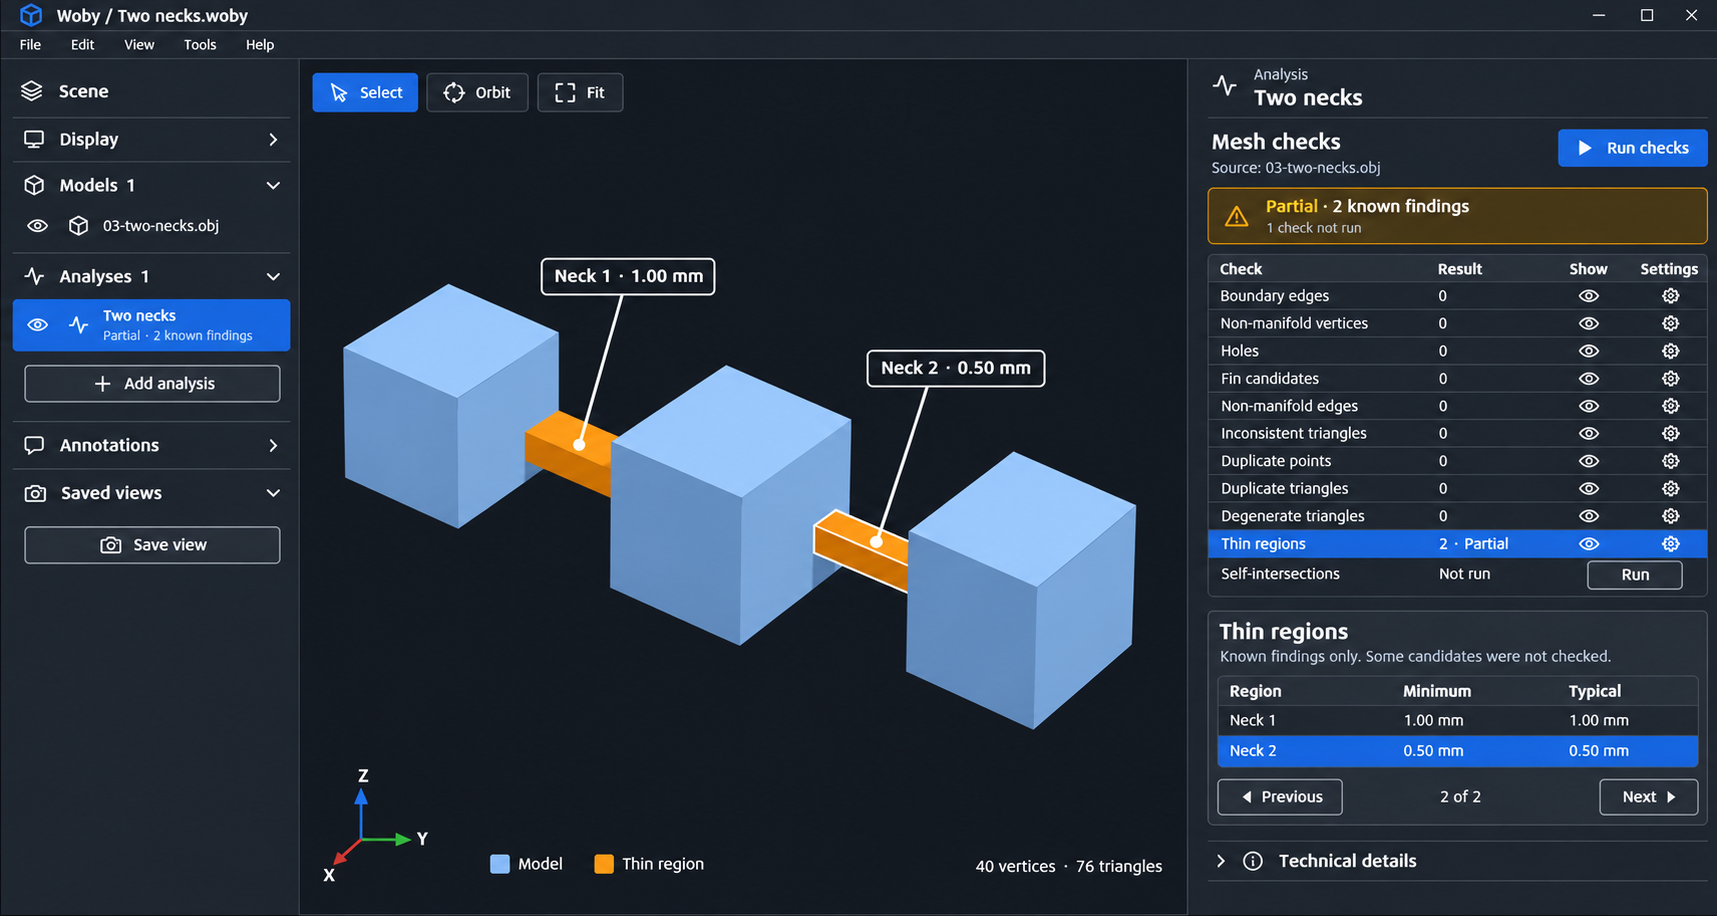 Woby / Two necks.woby
File Edit View Tools Help
Scene
Display
Models 1
03-two-necks.obj
Analyses 1
Two necks
Partial · 2 known findings
Add analysis
Annotations
Saved views
Save view
Select Orbit Fit
Neck 1 · 1.00 mm
Neck 2 · 0.50 mm
Z
Y
X
Model Thin region
40 vertices · 76 triangles
Analysis
Two necks
Mesh checks
Source: 03-two-necks.obj
Run checks
Partial · 2 known findings
1 check not run
Check Result Show Settings
Boundary edges 0
Non-manifold vertices 0
Holes 0
Fin candidates 0
Non-manifold edges 0
Inconsistent triangles 0
Duplicate points 0
Duplicate triangles 0
Degenerate triangles 0
Thin regions 2 · Partial
Self-intersections Not run Run
Thin regions
Known findings only. Some candidates were not checked.
Region Minimum Typical
Neck 1 1.00 mm 1.00 mm
Neck 2 0.50 mm 0.50 mm
Previous 2 of 2 Next
Technical details